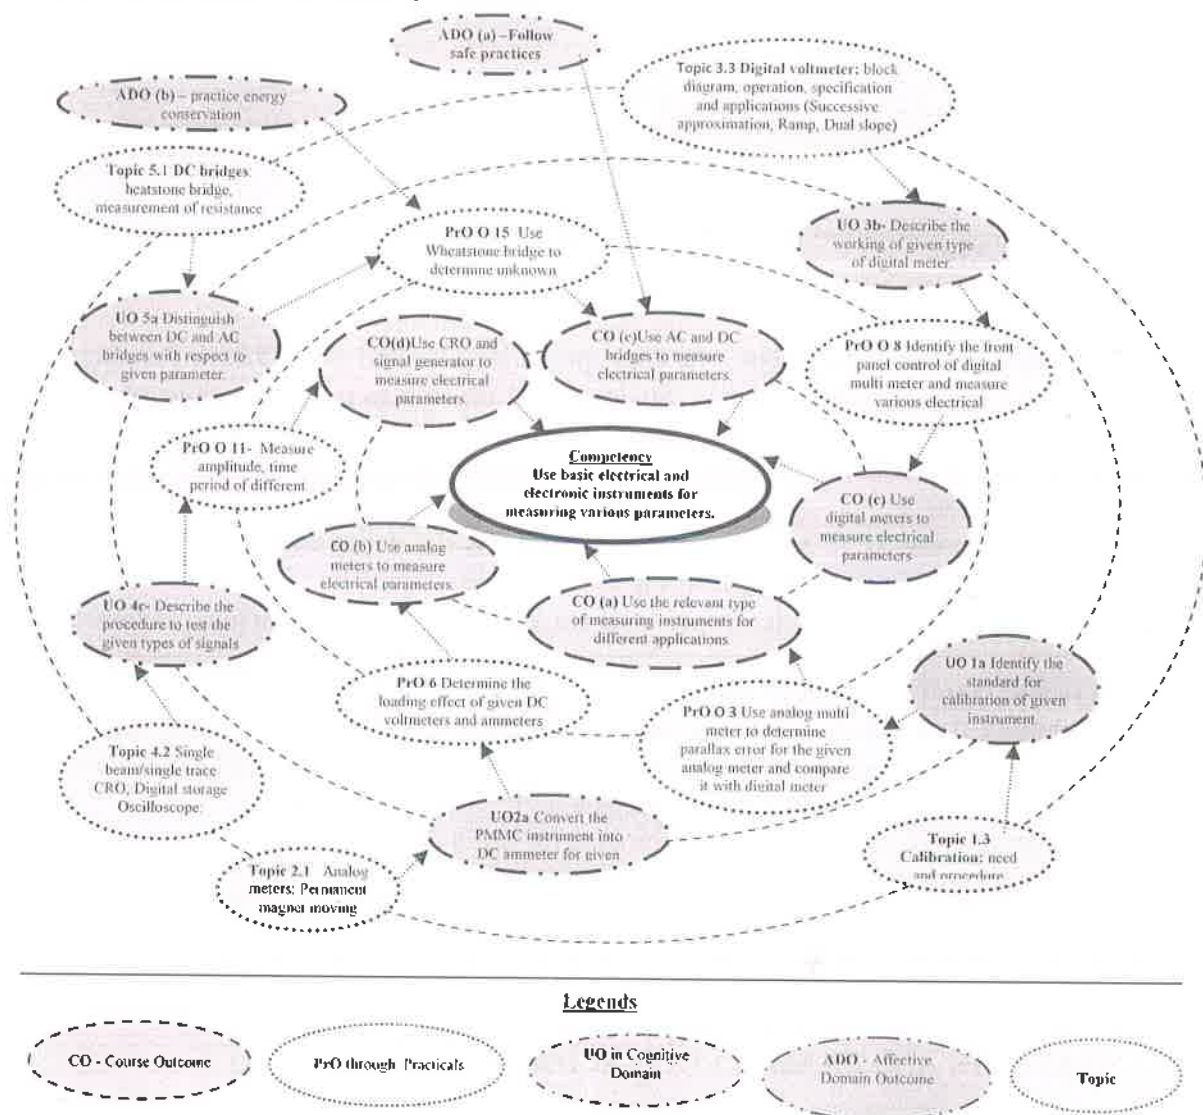 ADO (a) –Follow
safe practices
Topic 3.3 Digital voltmeter: block
diagram, operation, specification
and applications (Successive
approximation, Ramp, Dual slope)
ADO (b) – practice energy
conservation
Topic 5.1 DC bridges
heatstone bridge,
measurement of resistance
PrO O 15 Use
Wheatstone bridge to
determine unknown
UO 3b- Describe the
working of given type
of digital meter.
UO 5a Distinguish
between DC and AC
bridges with respect to
given parameter.
CO(d)Use CRO and
signal generator to
measure electrical
parameters.
CO (e)Use AC and DC
bridges to measure
electrical parameters.
PrO O 8 Identify the front
panel control of digital
multi meter and measure
various electrical
PrO O 11- Measure
amplitude, time
period of different
Competency
Use basic electrical and
electronic instruments for
measuring various parameters.
CO (c) Use
digital meters to
measure electrical
parameters
CO (b) Use analog
meters to measure
electrical parameters.
UO 4c- Describe the
procedure to test the
given types of signals
CO (a) Use the relevant type
of measuring instruments for
different applications.
UO 1a Identify the
standard for
calibration of given
instrument.
PrO 6 Determine the
loading effect of given DC
voltmeters and ammeters
PrO O 3 Use analog multi
meter to determine
parallax error for the given
analog meter and compare
it with digital meter
Topic 4.2 Single
beam/single trace
CRO, Digital storage
Oscilloscope:
UO2a Convert the
PMMC instrument into
DC ammeter for given
Topic 1.3
Calibration: need
and procedure
Topic 2.1 Analog
meters: Permanent
magnet moving
Legends
CO - Course Outcome
PrO through Practicals
UO in Cognitive
Domain
ADO - Affective
Domain Outcome
Topic